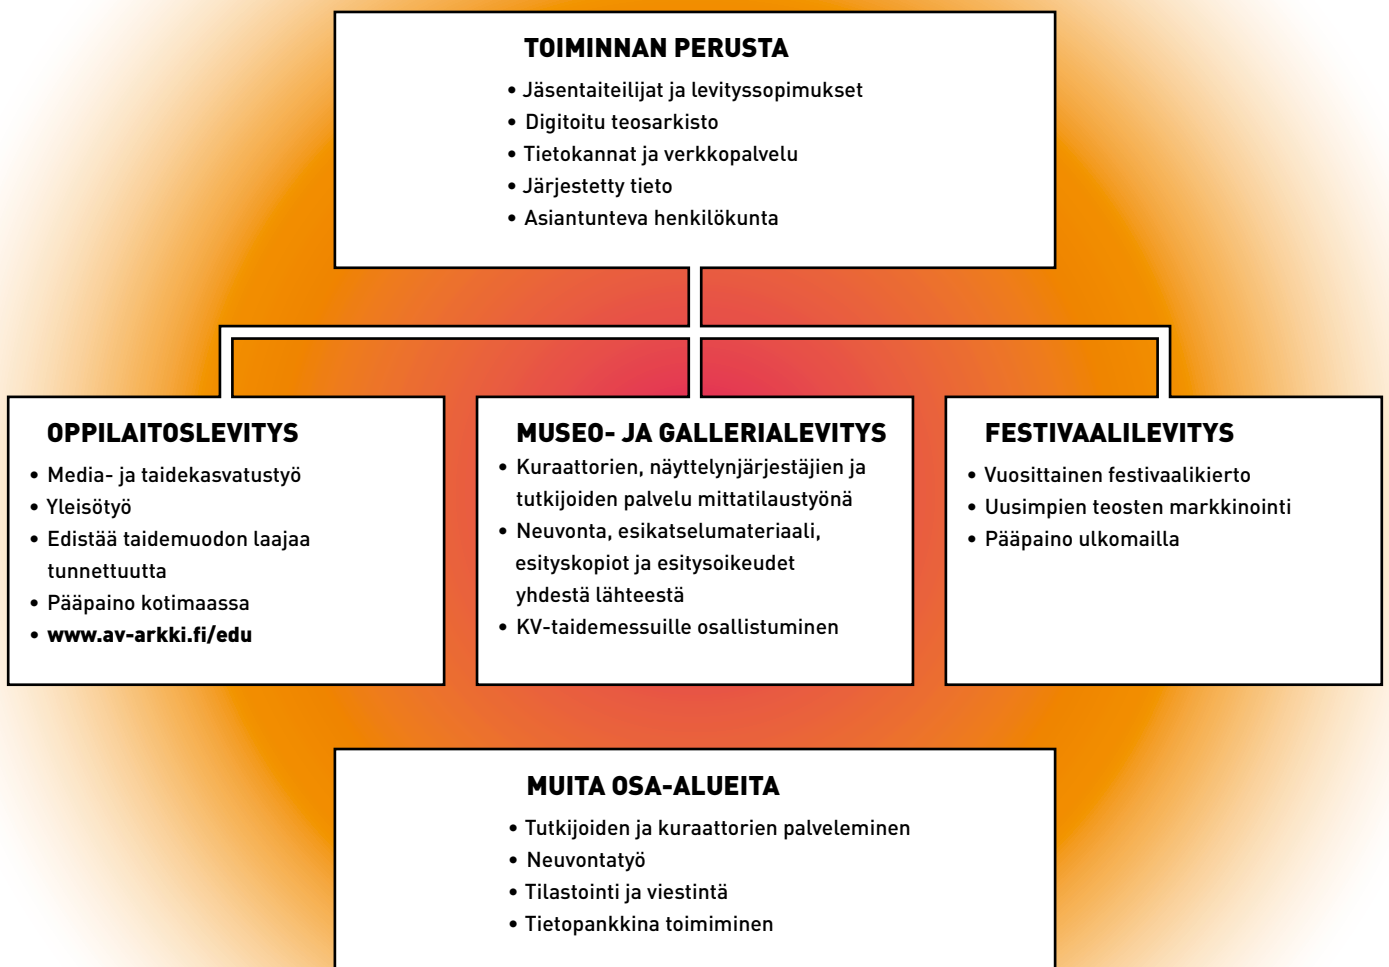 TOIMINNAN PERUSTA
• Jäsentaiteilijat ja levityssopimukset
• Digitoitu teosarkisto
• Tietokannat ja verkkopalvelu
• Järjestetty tieto
• Asiantunteva henkilökunta
OPPILAITOSLEVITYS
• Media- ja taidekasvatustyö
• Yleisötyö
• Edistää taidemuodon laajaa
tunnettuutta
• Pääpaino kotimaassa
• www.av-arkki.fi/edu
MUSEO- JA GALLERIALEVITYS
• Kuraattorien, näyttelynjärjestäjien ja
tutkijoiden palvelu mittatilaustyönä
• Neuvonta, esikatselumateriaali,
esityskopiot ja esitysoikeudet
yhdestä lähteestä
• KV-taidemessuille osallistuminen
FESTIVAALILEVITYS
• Vuosittainen festivaalikierto
• Uusimpien teosten markkinointi
• Pääpaino ulkomailla
MUITA OSA-ALUEITA
• Tutkijoiden ja kuraattorien palveleminen
• Neuvontatyö
• Tilastointi ja viestintä
• Tietopankkina toimiminen